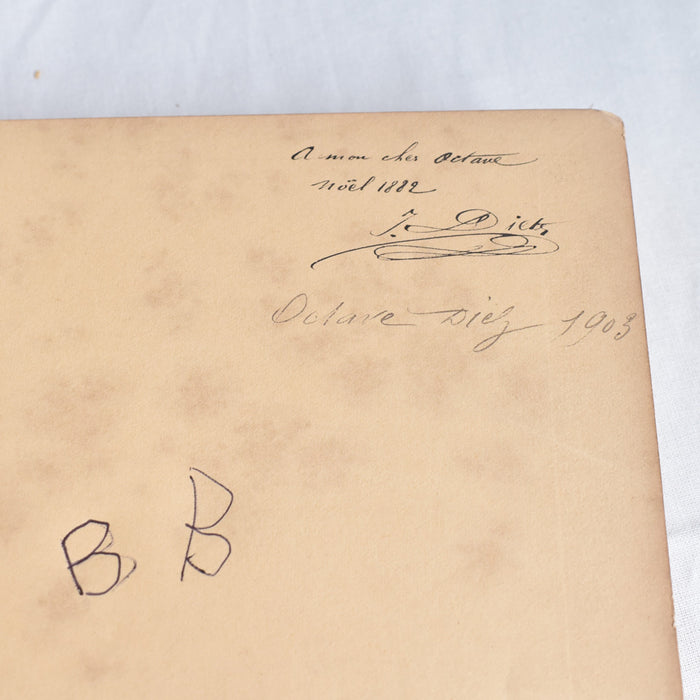 A mon cher Octave
Noël 1882
J. Dietz
Octave Dietz 1903
B B